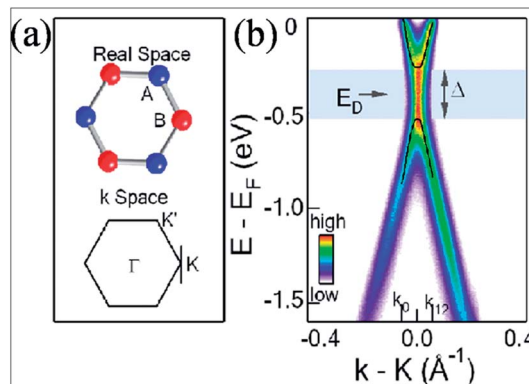 (a)
Real Space
A
B
k Space
K'
Γ
K
(b)
E - E_F (eV)
0
-0.5
-1.0
-1.5
E_D
Δ
high
low
k_0
k_12
-0.4
0.0
0.4
k - K (Å⁻¹)